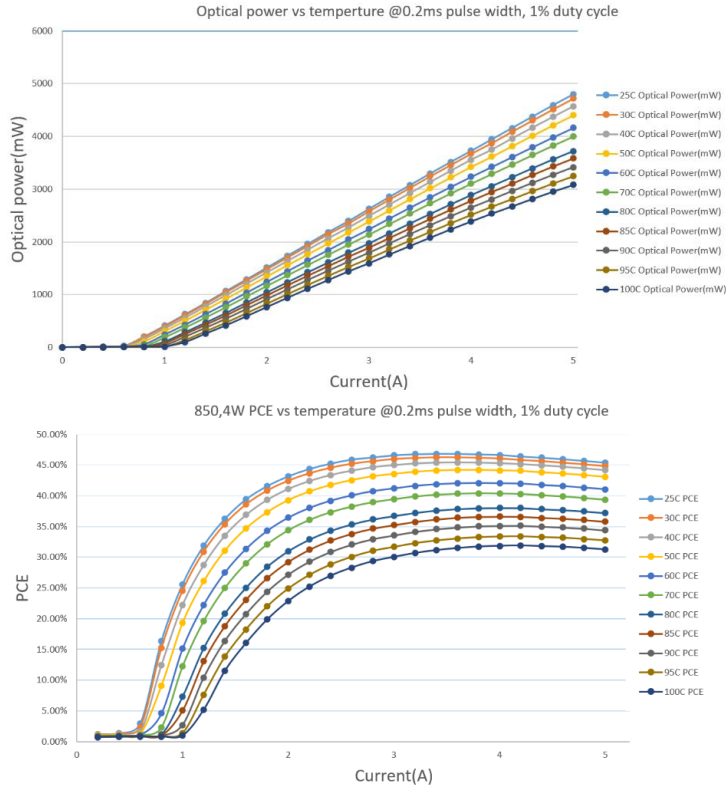 Optical power vs temperture @0.2ms pulse width, 1% duty cycle
6000
5000
4000
3000
2000
1000
0
Optical power(mW)
0 1 2 3 4 5
Current(A)
25C Optical Power(mW)
30C Optical Power(mW)
40C Optical Power(mW)
50C Optical Power(mW)
60C Optical Power(mW)
70C Optical Power(mW)
80C Optical Power(mW)
85C Optical Power(mW)
90C Optical Power(mW)
95C Optical Power(mW)
100C Optical Power(mW)
850,4W PCE vs temperature @0.2ms pulse width, 1% duty cycle
50.00%
45.00%
40.00%
35.00%
30.00%
25.00%
20.00%
15.00%
10.00%
5.00%
0.00%
PCE
0 1 2 3 4 5
Current(A)
25C PCE
30C PCE
40C PCE
50C PCE
60C PCE
70C PCE
80C PCE
85C PCE
90C PCE
95C PCE
100C PCE